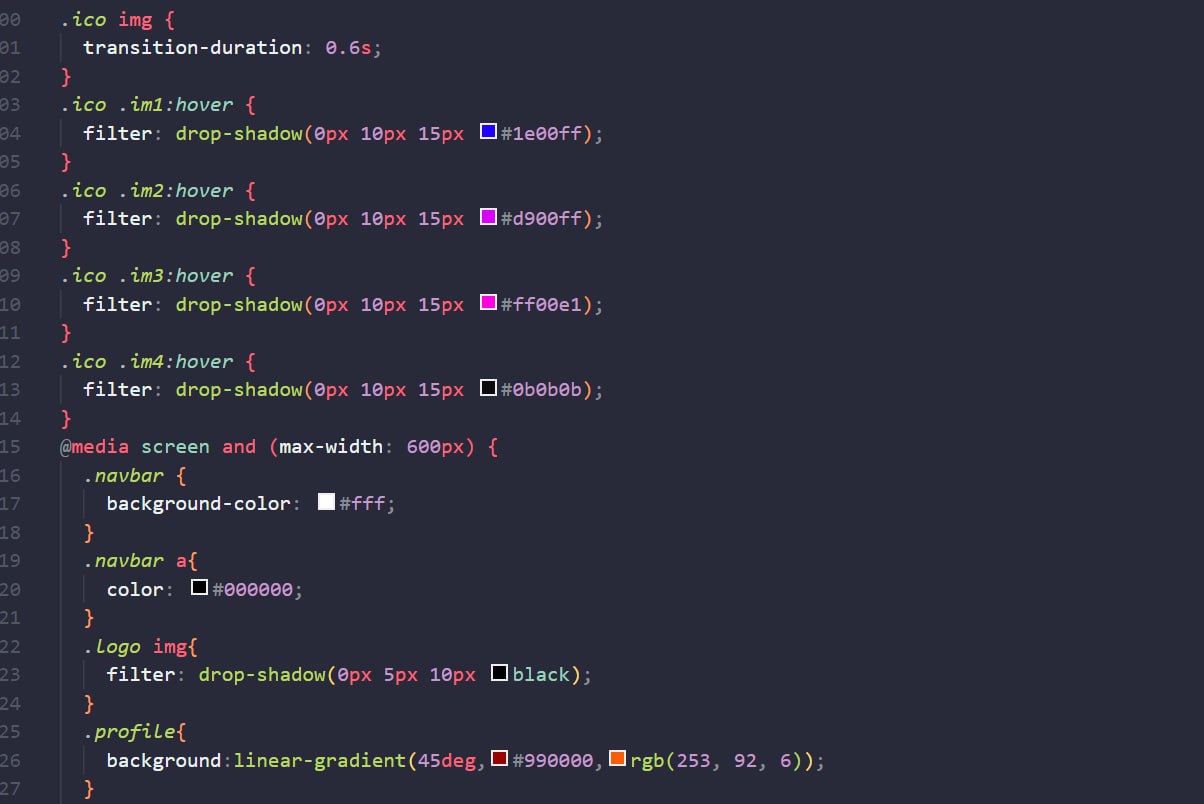 00 .ico img {
01 transition-duration: 0.6s;
02 }
03 .ico .im1:hover {
04 filter: drop-shadow(0px 10px 15px #1e00ff);
05 }
06 .ico .im2:hover {
07 filter: drop-shadow(0px 10px 15px #d900ff);
08 }
09 .ico .im3:hover {
10 filter: drop-shadow(0px 10px 15px #ff00e1);
11 }
12 .ico .im4:hover {
13 filter: drop-shadow(0px 10px 15px #0b0b0b);
14 }
15 @media screen and (max-width: 600px) {
16 .navbar {
17 background-color: #fff;
18 }
19 .navbar a{
20 color: #000000;
21 }
22 .logo img{
23 filter: drop-shadow(0px 5px 10px black);
24 }
25 .profile{
26 background:linear-gradient(45deg,#990000,rgb(253, 92, 6));
27 }